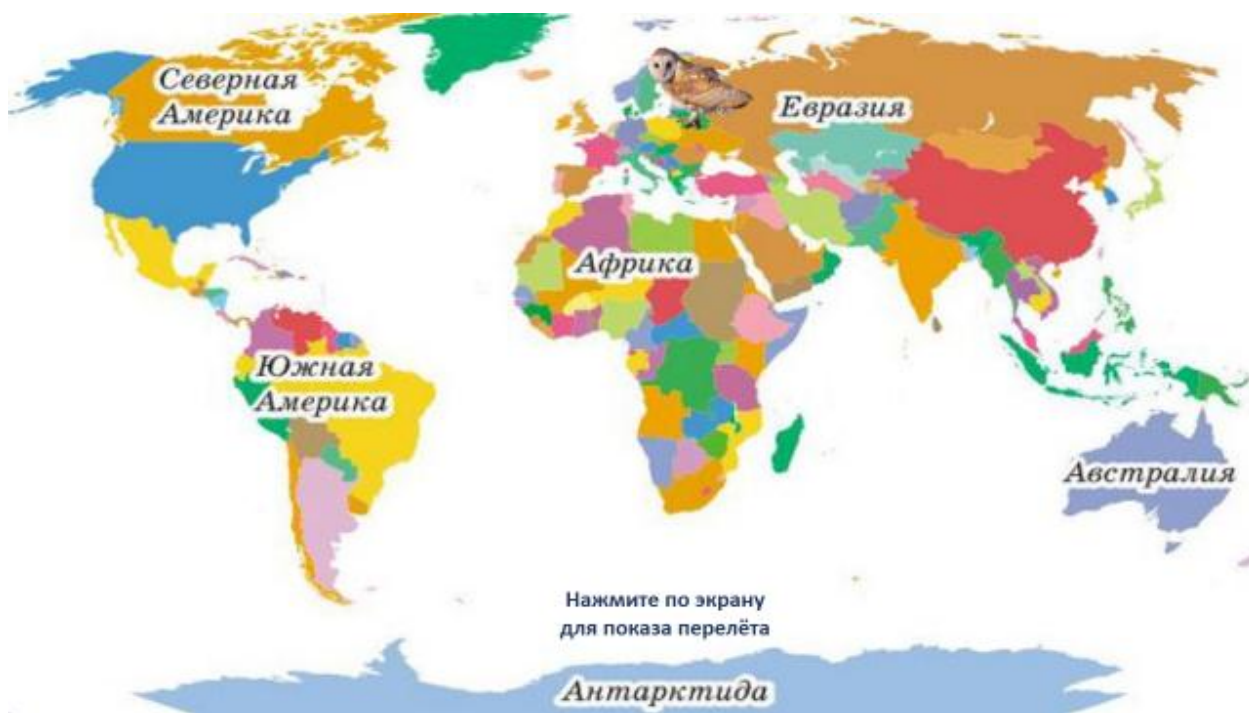 Северная
Америка
Евразия
Африка
Южная
Америка
Австралия
Нажмите по экрану
для показа перелёта
Антарктида